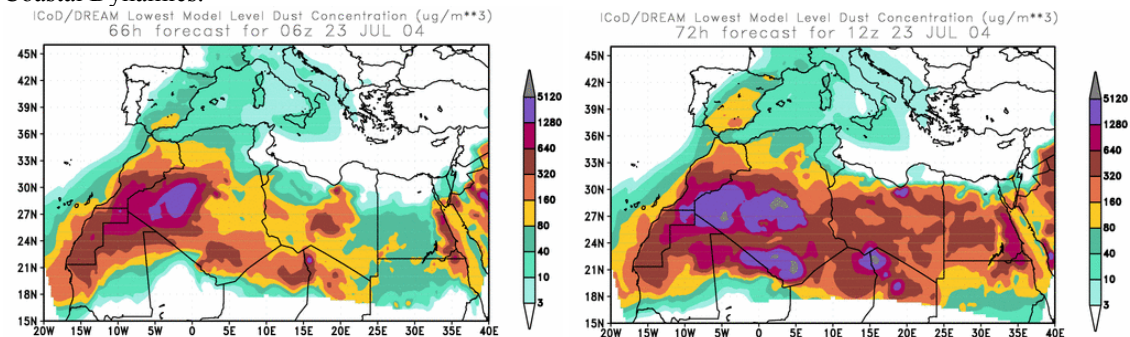 Coastal Dynamics.
ICoD/DREAM Lowest Model Level Dust Concentration (ug/m**3)
66h forecast for 06z 23 JUL 04
45N
42N
39N
36N
33N
30N
27N
24N
21N
18N
15N
20W 15W 10W 5W 0 5E 10E 15E 20E 25E 30E 35E 40E
5120
1280
640
320
160
80
40
10
3
ICoD/DREAM Lowest Model Level Dust Concentration (ug/m**3)
72h forecast for 12z 23 JUL 04
45N
42N
39N
36N
33N
30N
27N
24N
21N
18N
15N
20W 15W 10W 5W 0 5E 10E 15E 20E 25E 30E 35E 40E
5120
1280
640
320
160
80
40
10
3